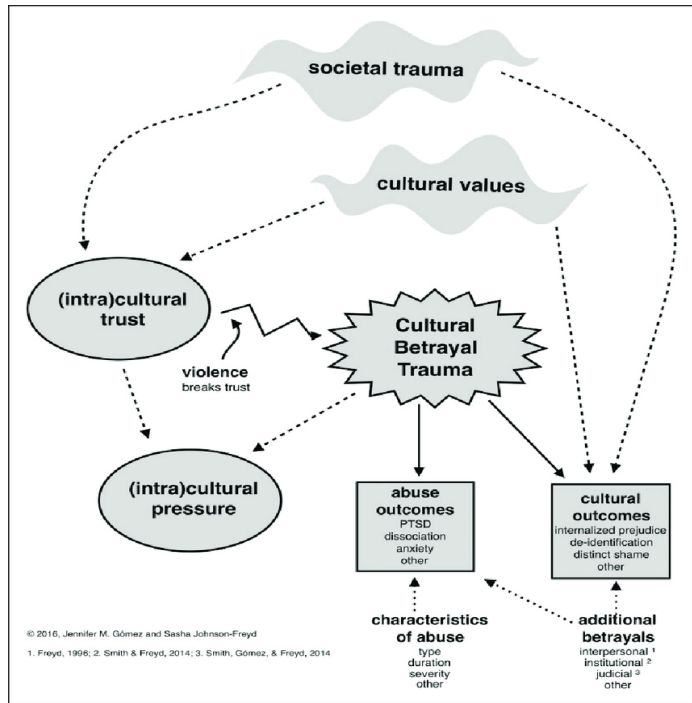 societal trauma
cultural values
(intra)cultural
trust
violence
breaks trust
Cultural
Betrayal
Trauma
(intra)cultural
pressure
abuse
outcomes
PTSD
dissociation
anxiety
other
cultural
outcomes
internalized prejudice
de-identification
distinct shame
other
characteristics
of abuse
type
duration
severity
other
additional
betrayals
interpersonal ¹
institutional ²
judicial ³
other
© 2016, Jennifer M. Gómez and Sasha Johnson-Freyd
1. Freyd, 1996; 2. Smith & Freyd, 2014; 3. Smith, Gómez, & Freyd, 2014